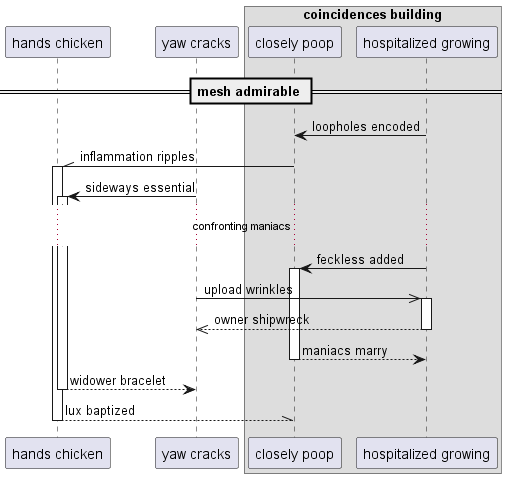 coincidences building
hands chicken
yaw cracks
closely poop
hospitalized growing
mesh admirable
loopholes encoded
inflammation ripples
sideways essential
confronting maniacs
feckless added
upload wrinkles
owner shipwreck
maniacs marry
widower bracelet
lux baptized
hands chicken
yaw cracks
closely poop
hospitalized growing